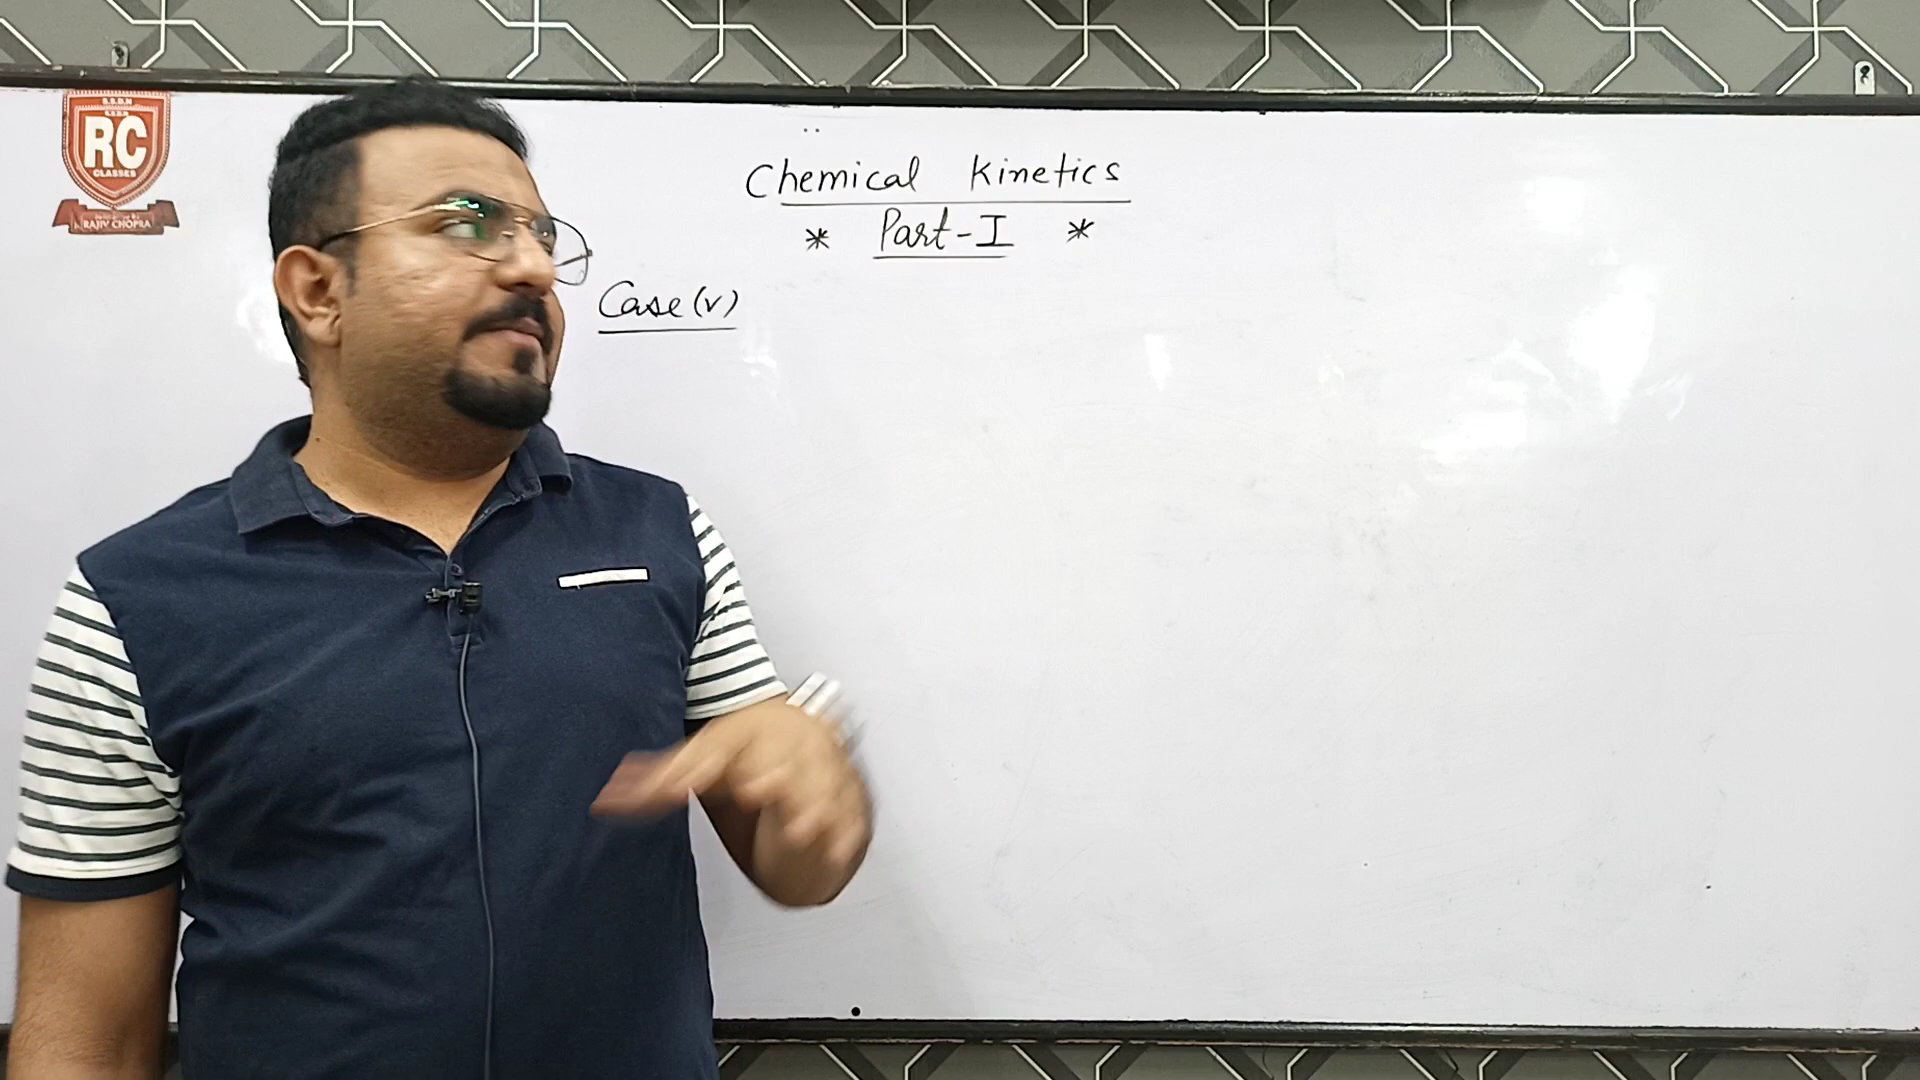 S.S.D.N
RC
CLASSES
RAJIV CHOPRA
Chemical Kinetics
* Part-I *
Case (v)